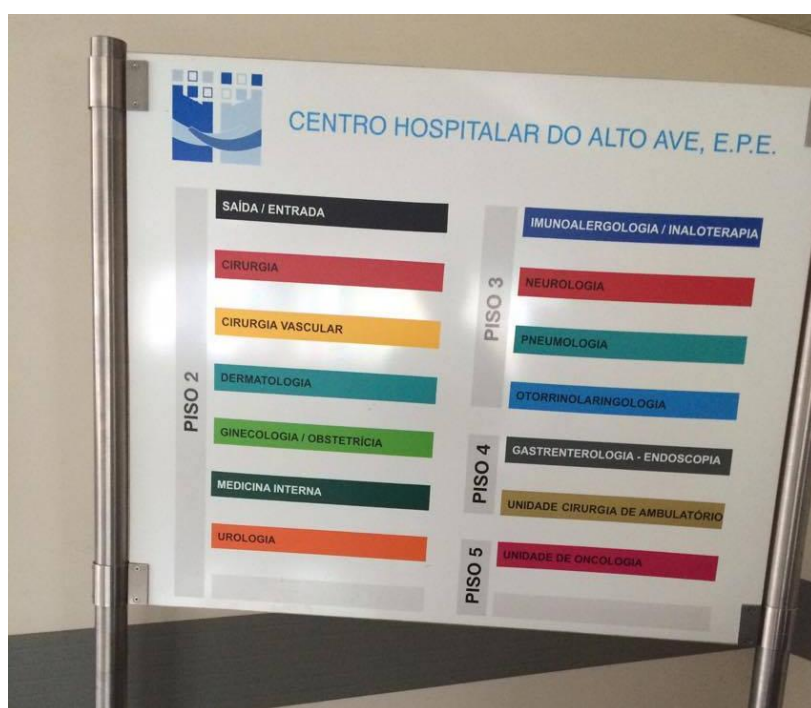 CENTRO HOSPITALAR DO ALTO AVE, E.P.E.
PISO 2
SAÍDA / ENTRADA
CIRURGIA
CIRURGIA VASCULAR
DERMATOLOGIA
GINECOLOGIA / OBSTETRÍCIA
MEDICINA INTERNA
UROLOGIA
PISO 3
IMUNOALERGOLOGIA / INALOTERAPIA
NEUROLOGIA
PNEUMOLOGIA
OTORRINOLARINGOLOGIA
PISO 4
GASTRENTEROLOGIA - ENDOSCOPIA
UNIDADE CIRURGIA DE AMBULATÓRIO
PISO 5
UNIDADE DE ONCOLOGIA